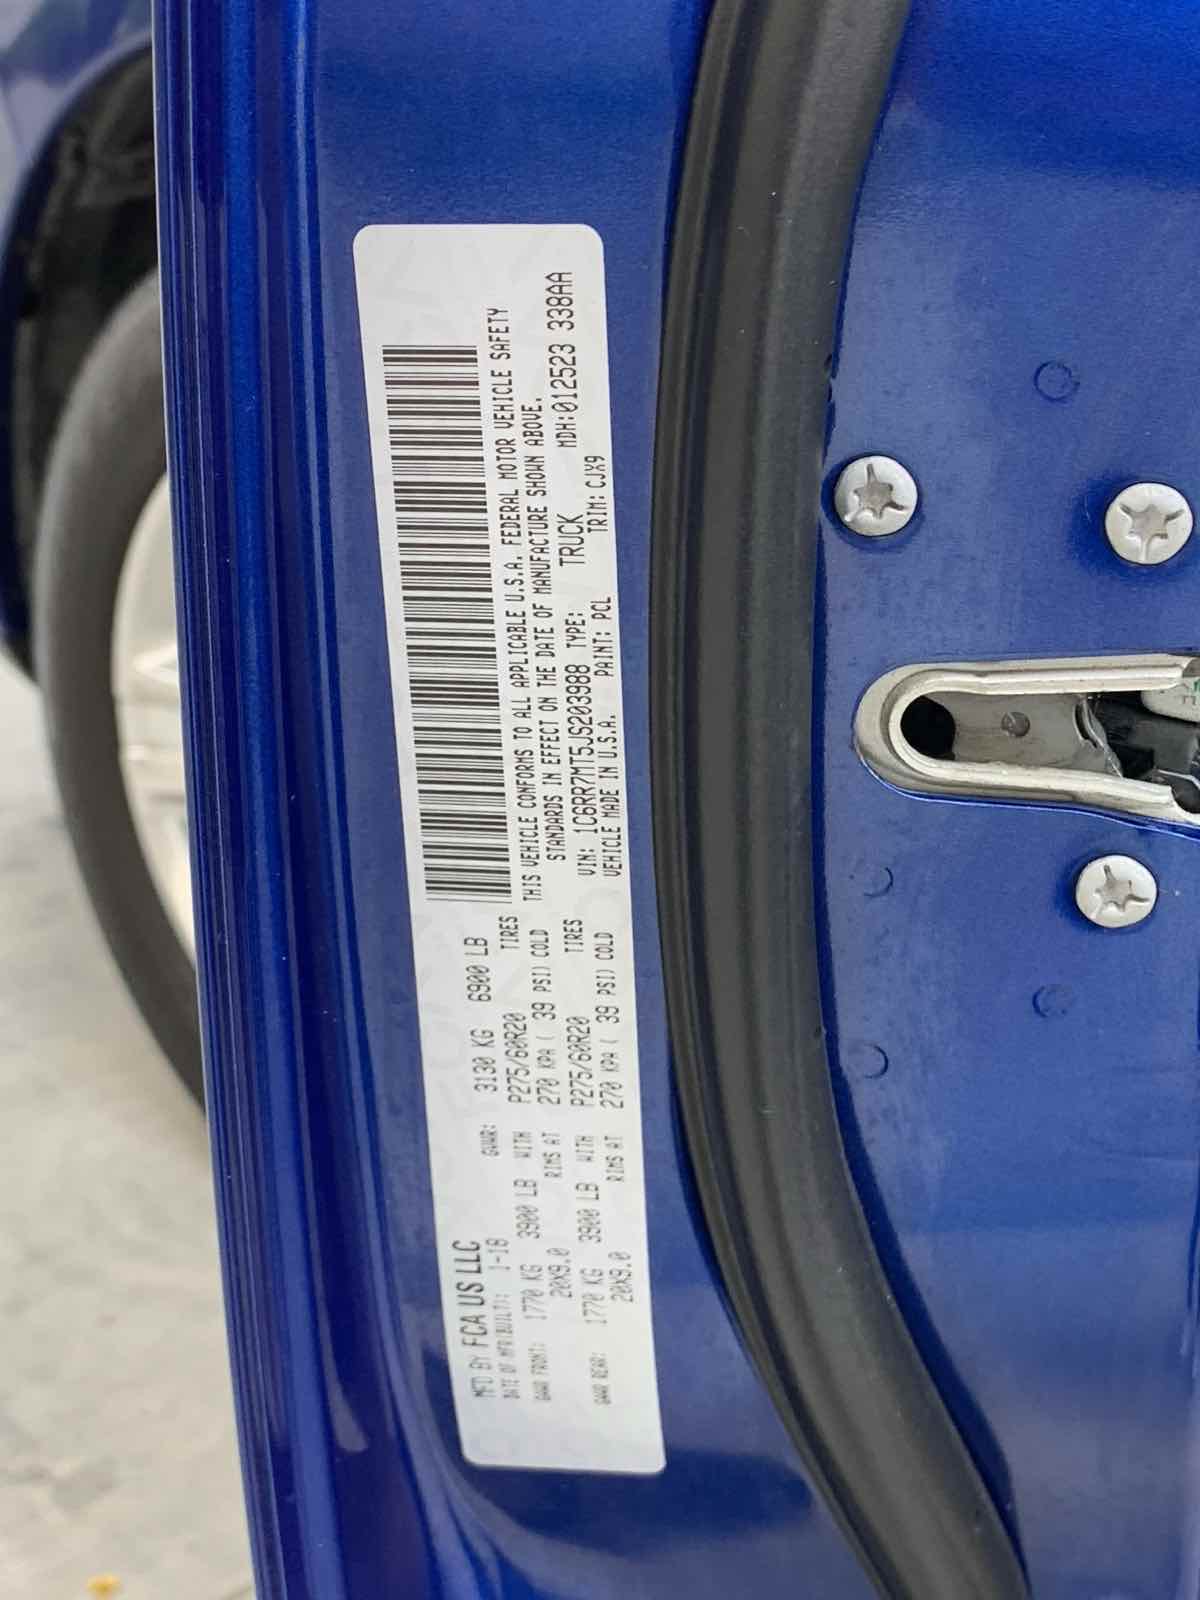 MFD BY FCA US LLC
DATE OF MFR(BUILT): 1-18 GVWR: 3130 KG 6900 LB
GAWR FRONT: 1770 KG 3900 LB WITH P275/60R20 TIRES
20X9.0 RIMS AT 270 KPA ( 39 PSI) COLD
GAWR REAR: 1770 KG 3900 LB WITH P275/60R20 TIRES
20X9.0 RIMS AT 270 KPA ( 39 PSI) COLD
THIS VEHICLE CONFORMS TO ALL APPLICABLE U.S.A. FEDERAL MOTOR VEHICLE SAFETY
STANDARDS IN EFFECT ON THE DATE OF MANUFACTURE SHOWN ABOVE.
VIN: 1C6RR7MT5JS203988 TYPE: TRUCK MDH:012523 338AA
VEHICLE MADE IN U.S.A. PAINT: PCL TRIM: CJX9